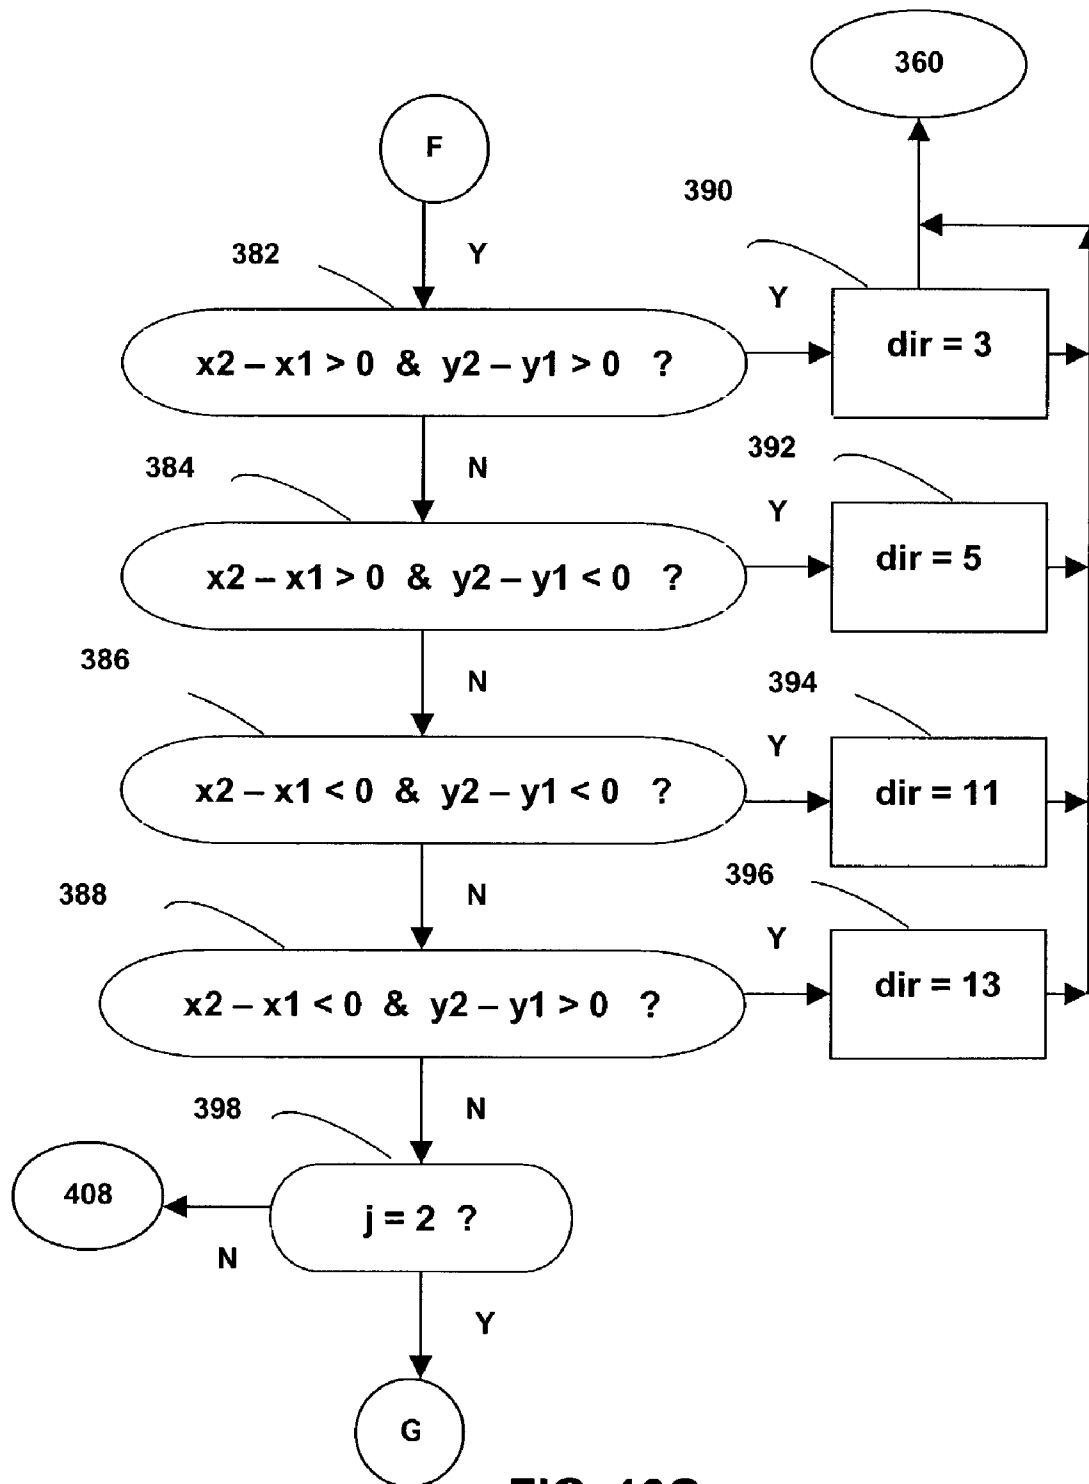 360
F
390
382
Y
Y
x2 – x1 > 0 & y2 – y1 > 0 ?
dir = 3
384
N
392
Y
x2 – x1 > 0 & y2 – y1 < 0 ?
dir = 5
386
N
394
Y
x2 – x1 < 0 & y2 – y1 < 0 ?
dir = 11
388
N
396
Y
x2 – x1 < 0 & y2 – y1 > 0 ?
dir = 13
398
N
408
j = 2 ?
N
Y
G